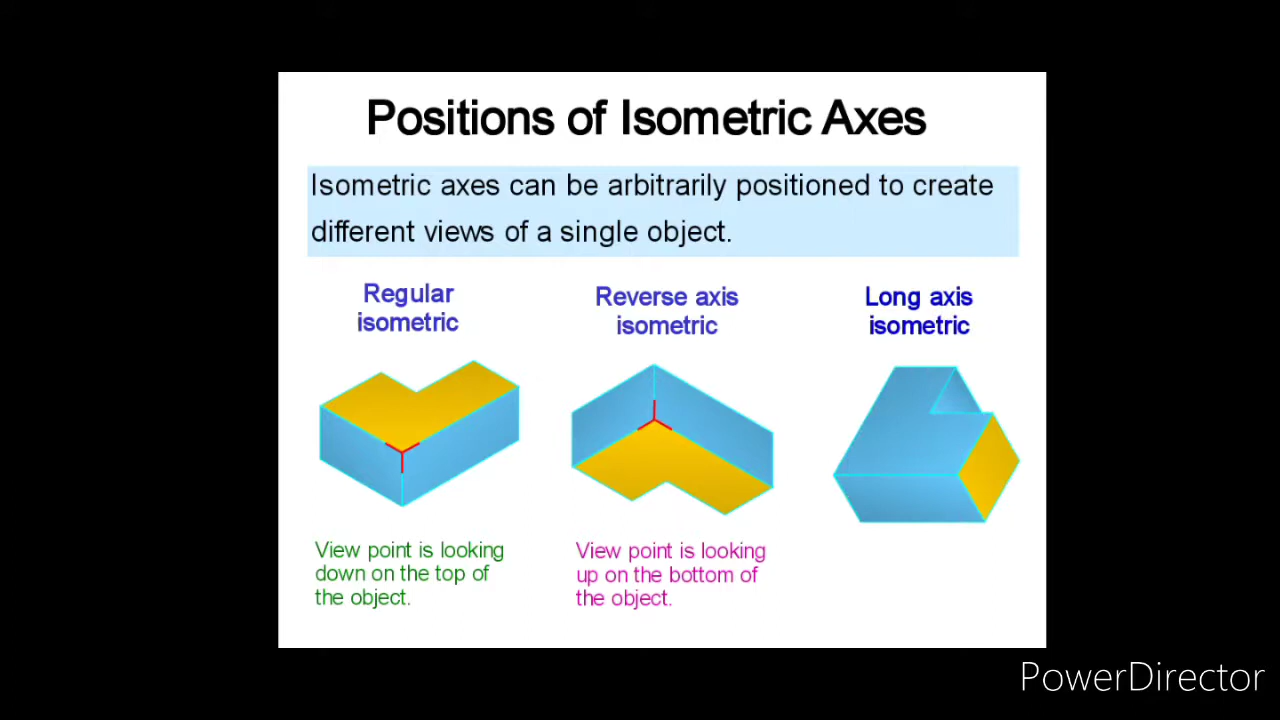 Positions of Isometric Axes
Isometric axes can be arbitrarily positioned to create
different views of a single object.
Regular
isometric
Reverse axis
isometric
Long axis
isometric
View point is looking
down on the top of
the object.
View point is looking
up on the bottom of
the object.
PowerDirector